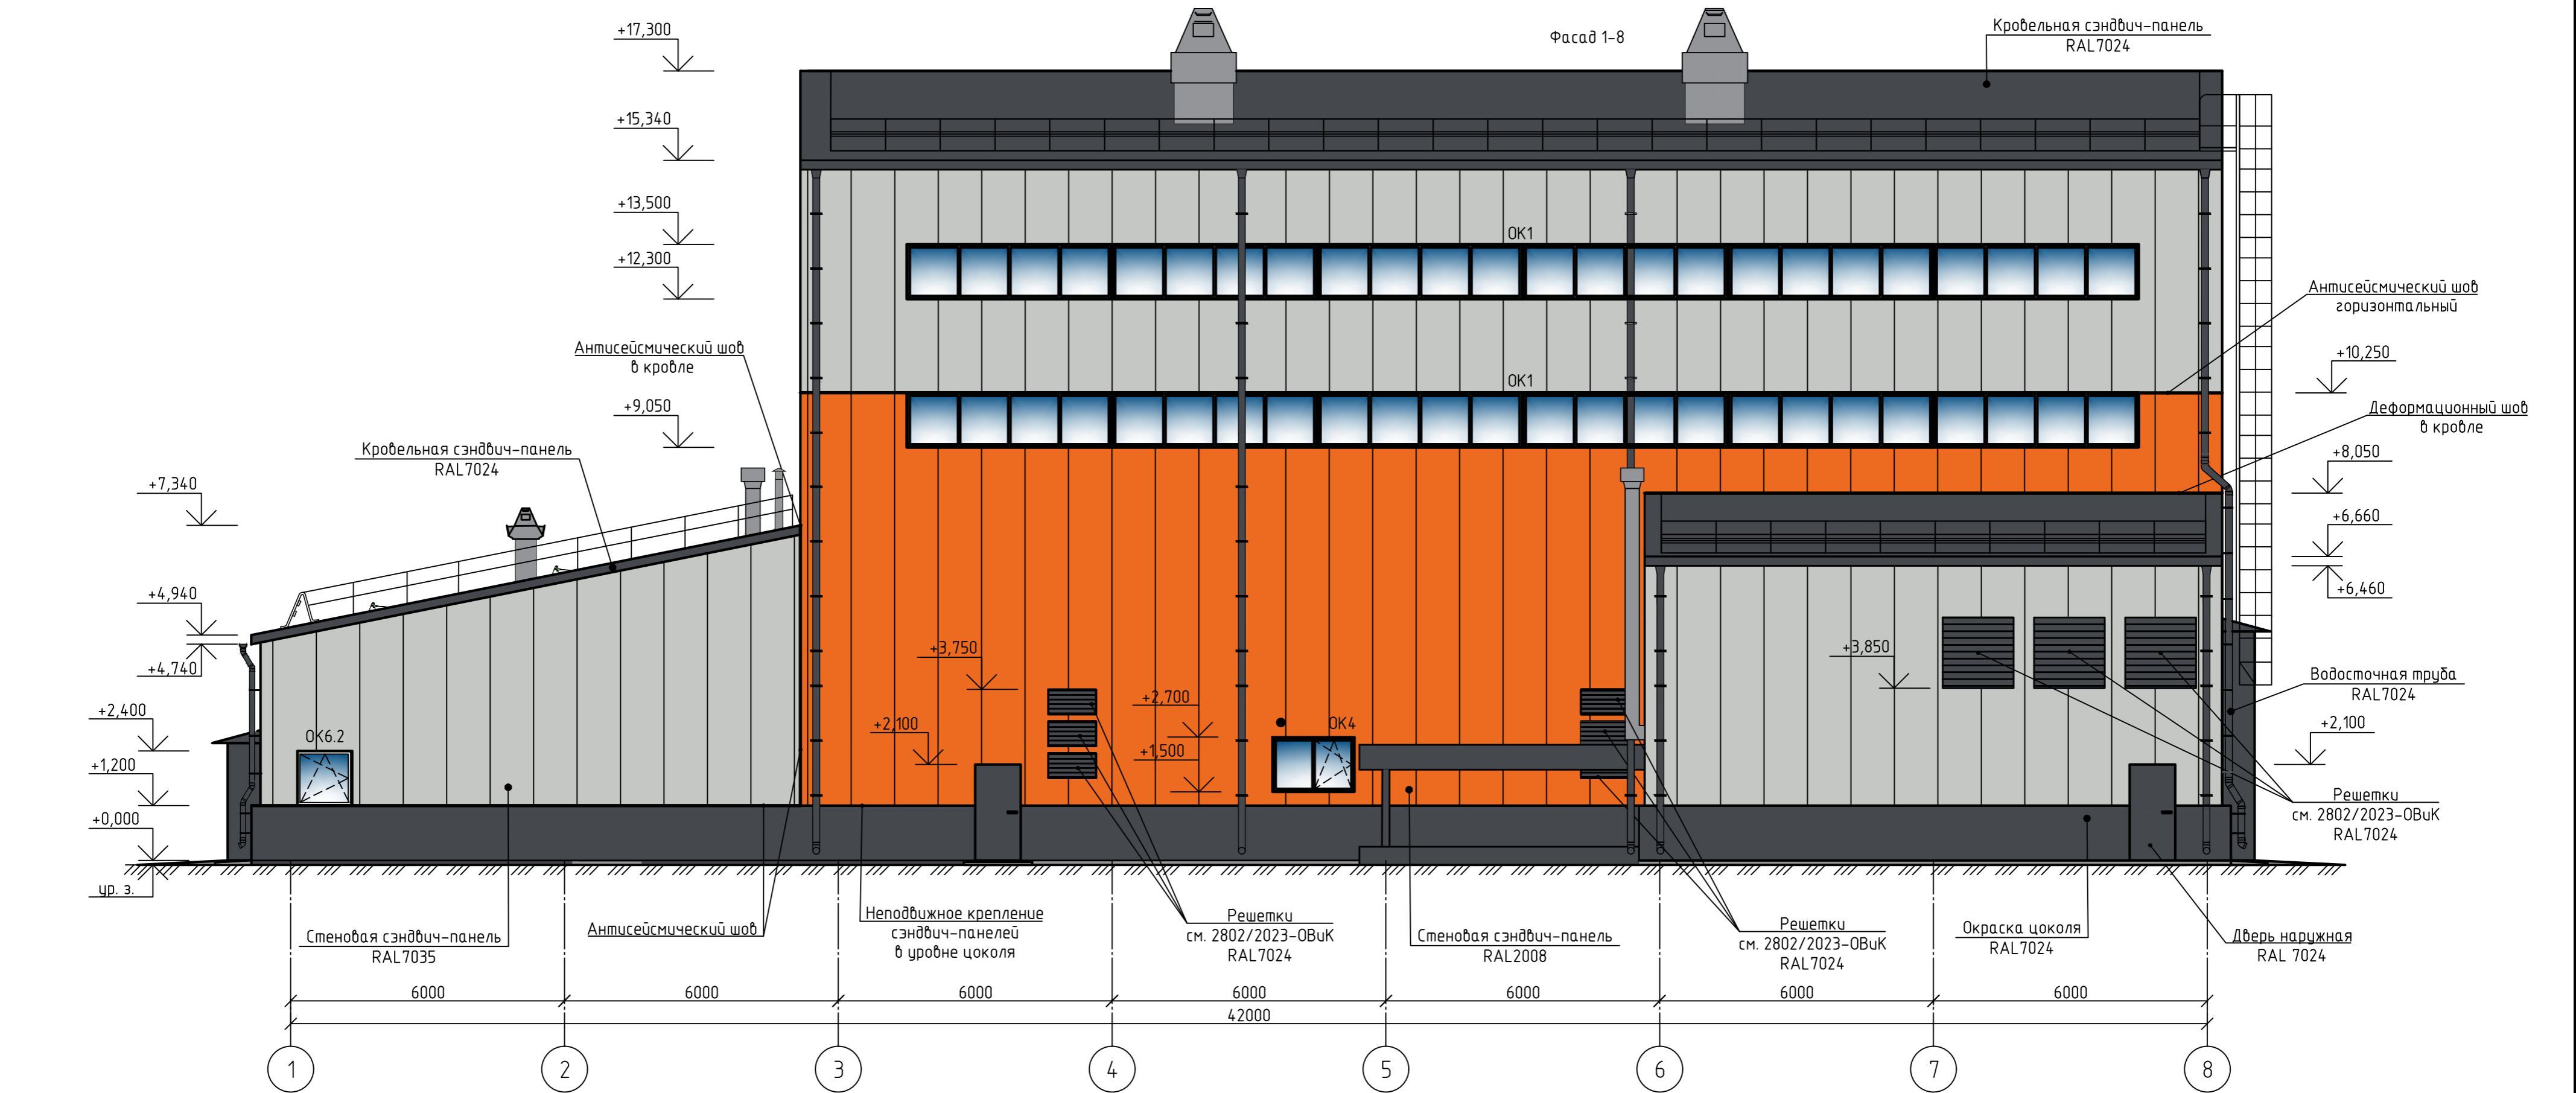 Фасад 1-8
Кровельная сэндвич-панель
RAL7024
+17,300
+15,340
+13,500
+12,300
+9,050
ОК1
ОК1
Антисейсмический шов
в кровле
Кровельная сэндвич-панель
RAL7024
+7,340
+4,940
+4,740
+2,400
+1,200
+0,000
ур. з.
ОК6.2
+3,750
+2,100
+2,700
+1,500
ОК4
+3,850
Антисейсмический шов
горизонтальный
+10,250
Деформационный шов
в кровле
+8,050
+6,660
+6,460
Водосточная труба
RAL7024
+2,100
Решетки
см. 2802/2023-ОВиК
RAL7024
Стеновая сэндвич-панель
RAL7035
Антисейсмический шов
Неподвижное крепление
сэндвич-панелей
в уровне цоколя
Решетки
см. 2802/2023-ОВиК
RAL7024
Стеновая сэндвич-панель
RAL2008
Решетки
см. 2802/2023-ОВиК
RAL7024
Окраска цоколя
RAL7024
Дверь наружная
RAL 7024
6000
6000
6000
6000
6000
6000
6000
42000
1
2
3
4
5
6
7
8